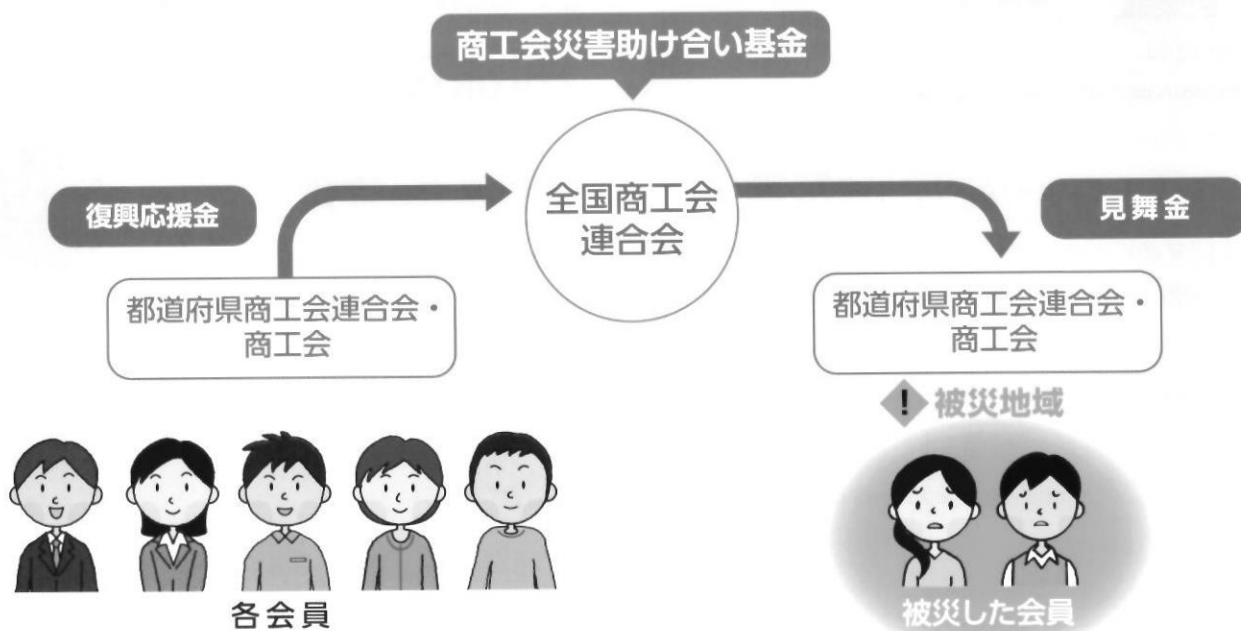 商工会災害助け合い基金
全国商工会
連合会
復興応援金
都道府県商工会連合会・
商工会
見舞金
都道府県商工会連合会・
商工会
! 被災地域
各会員
被災した会員